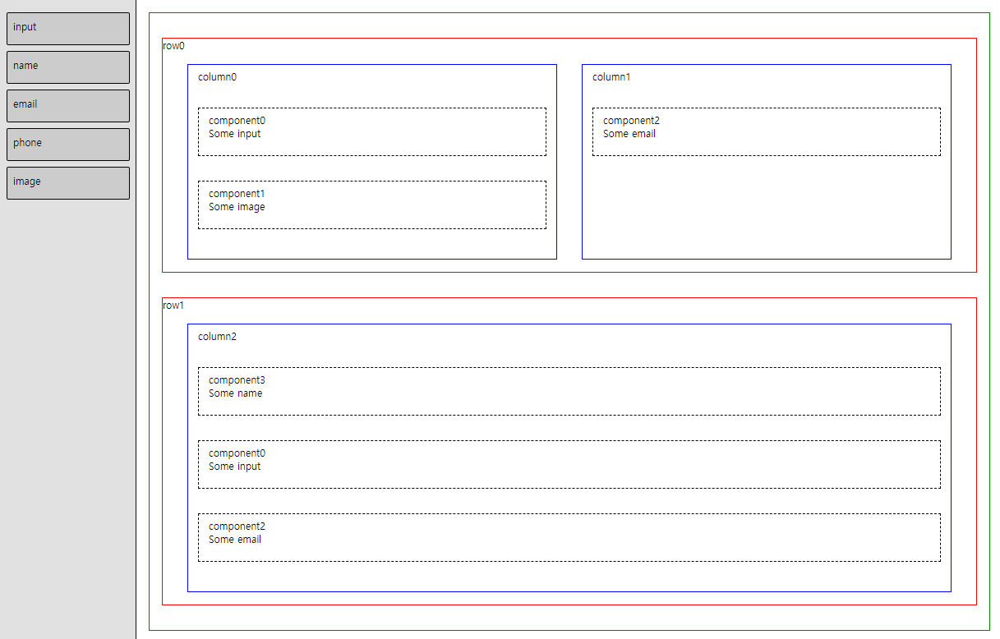 input
name
email
phone
image
row0
column0
component0
Some input
component1
Some image
column1
component2
Some email
row1
column2
component3
Some name
component0
Some input
component2
Some email